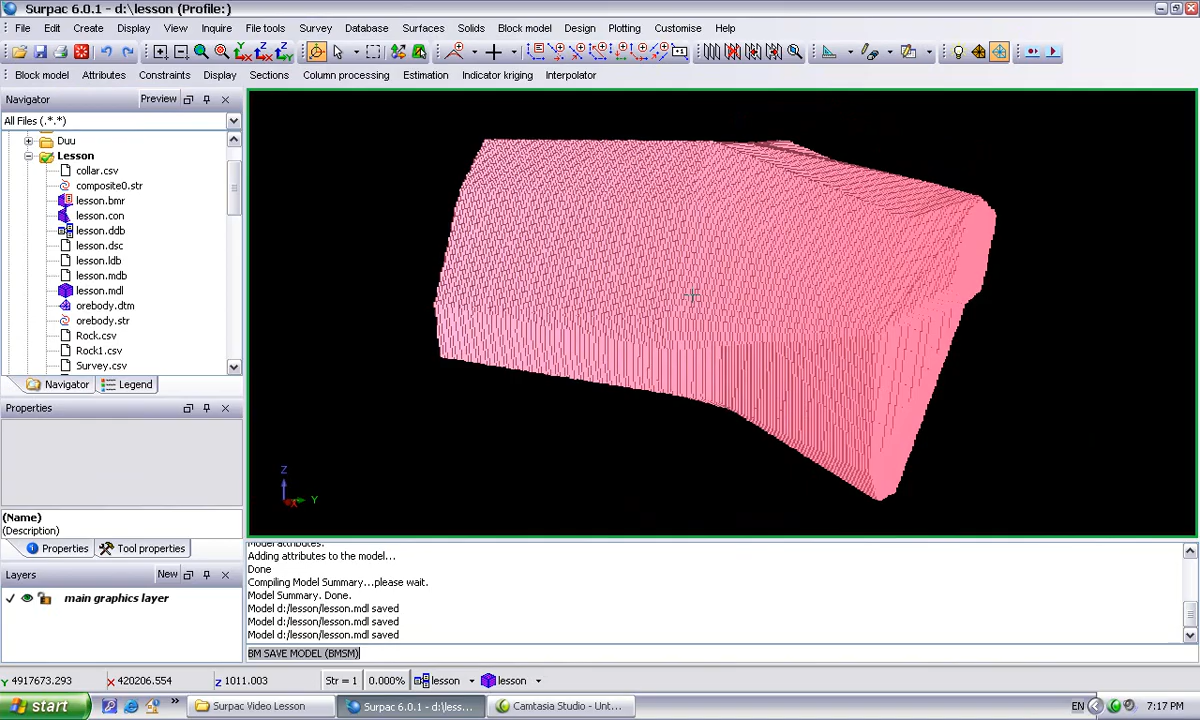 Surpac 6.0.1 - d:\lesson (Profile:)
File Edit Create Display View Inquire File tools Survey Database Surfaces Solids Block model Design Plotting Customise Help
Block model Attributes Constraints Display Sections Column processing Estimation Indicator kriging Interpolator
Navigator Preview
All Files (*.*)
Duu
Lesson
collar.csv
composite0.str
lesson.bmr
lesson.con
lesson.ddb
lesson.dsc
lesson.ldb
lesson.mdb
lesson.mdl
orebody.dtm
orebody.str
Rock.csv
Rock1.csv
Survey.csv
Navigator Legend
Properties
(Name)
(Description)
Properties Tool properties
Layers New
main graphics layer
Z
Y
X
Model attributes.
Adding attributes to the model...
Done
Compiling Model Summary...please wait.
Model Summary. Done.
Model d:/lesson/lesson.mdl saved
Model d:/lesson/lesson.mdl saved
Model d:/lesson/lesson.mdl saved
BM SAVE MODEL (BMSM)
Y 4917673.293 X 420206.554 Z 1011.003 Str = 1 0.000% lesson lesson
start Surpac Video Lesson Surpac 6.0.1 - d:\less... Camtasia Studio - Unt... EN 7:17 PM